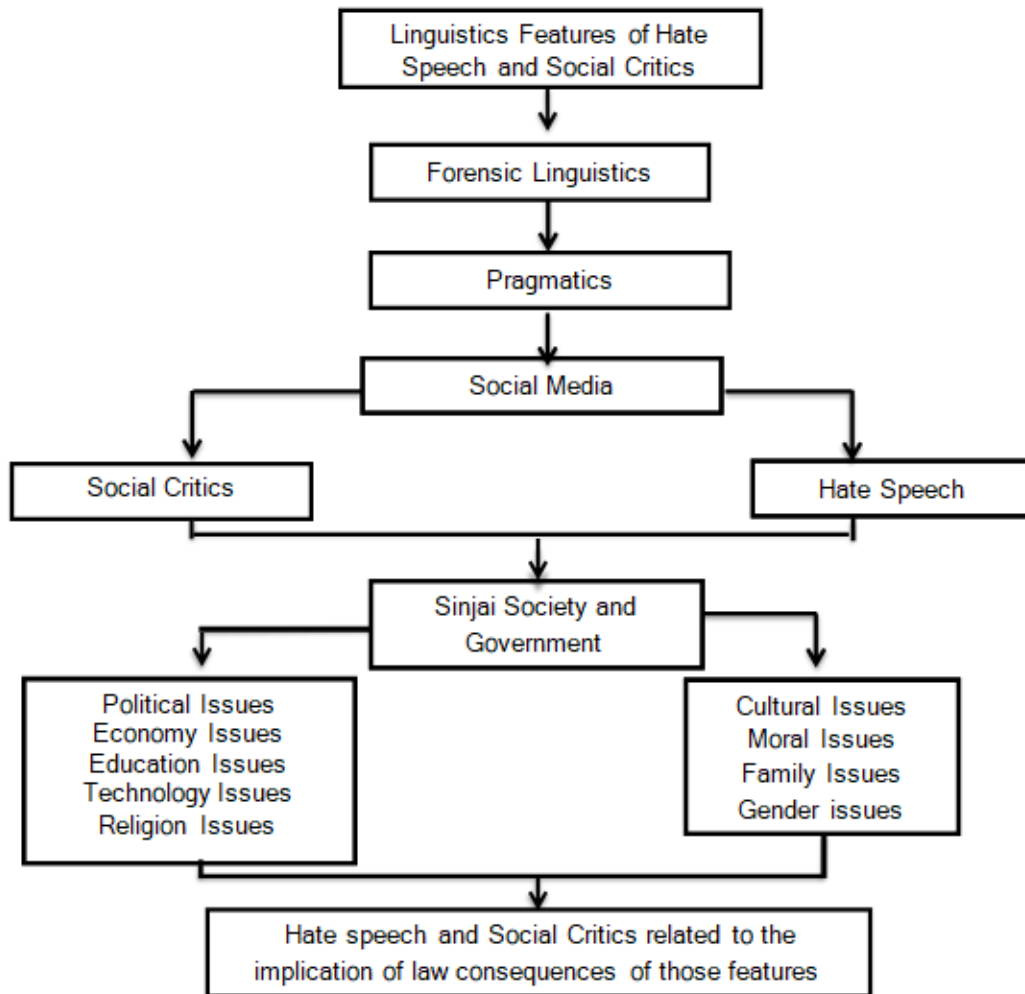 Linguistics Features of Hate
Speech and Social Critics
Forensic Linguistics
Pragmatics
Social Media
Social Critics
Hate Speech
Sinjai Society and
Government
Political Issues
Economy Issues
Education Issues
Technology Issues
Religion Issues
Cultural Issues
Moral Issues
Family Issues
Gender issues
Hate speech and Social Critics related to the
implication of law consequences of those features